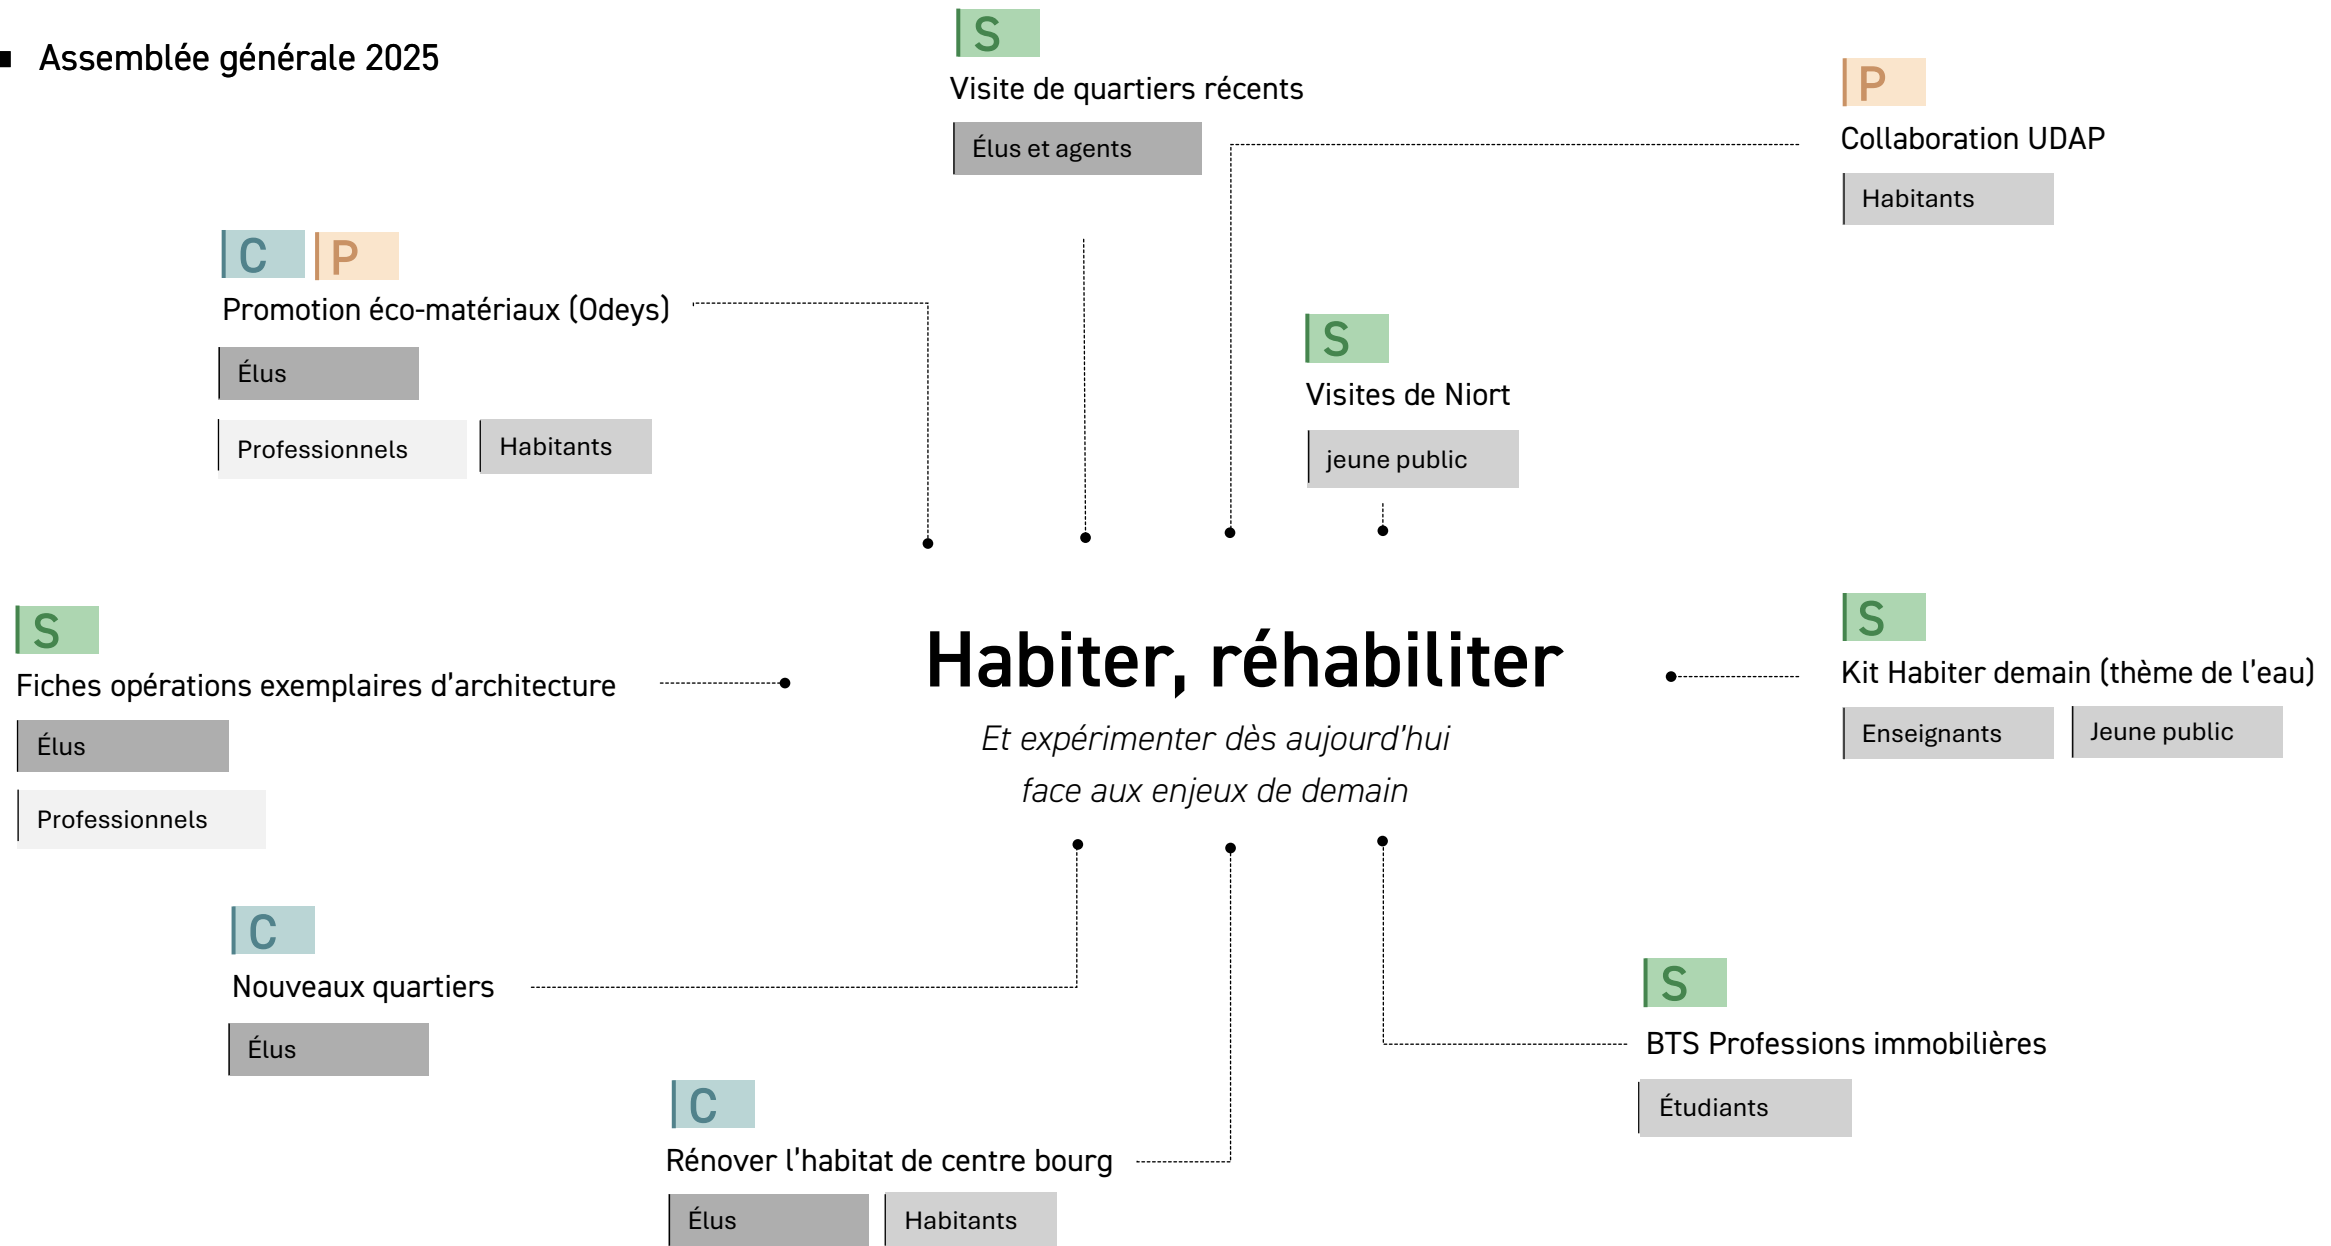 Assemblée générale 2025
S
Visite de quartiers récents
Élus et agents
P
Collaboration UDAP
Habitants
C P
Promotion éco-matériaux (Odeys)
Élus
Professionnels
Habitants
S
Visites de Niort
jeune public
S
Fiches opérations exemplaires d’architecture
Élus
Professionnels
Habiter, réhabiliter
Et expérimenter dès aujourd’hui
face aux enjeux de demain
S
Kit Habiter demain (thème de l’eau)
Enseignants
Jeune public
C
Nouveaux quartiers
Élus
C
Rénover l’habitat de centre bourg
Élus
Habitants
S
BTS Professions immobilières
Étudiants